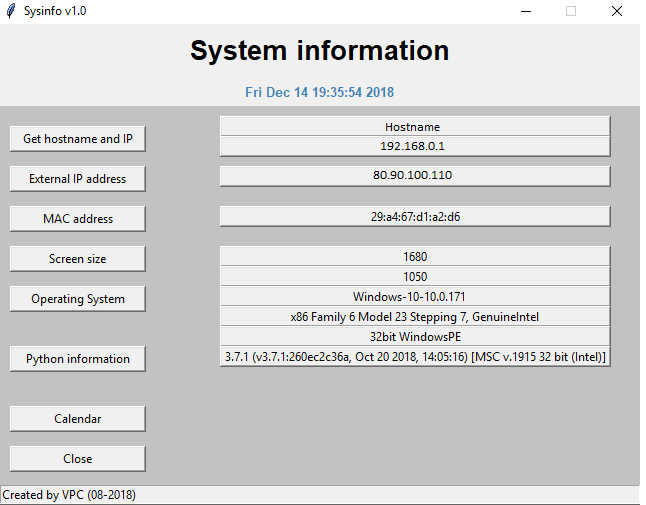 Sysinfo v1.0
System information
Fri Dec 14 19:35:54 2018
Get hostname and IP
Hostname
192.168.0.1
External IP address
80.90.100.110
MAC address
29:a4:67:d1:a2:d6
Screen size
1680
1050
Operating System
Windows-10-10.0.171
x86 Family 6 Model 23 Stepping 7, GenuineIntel
32bit WindowsPE
Python information
3.7.1 (v3.7.1:260ec2c36a, Oct 20 2018, 14:05:16) [MSC v.1915 32 bit (Intel)]
Calendar
Close
Created by VPC (08-2018)